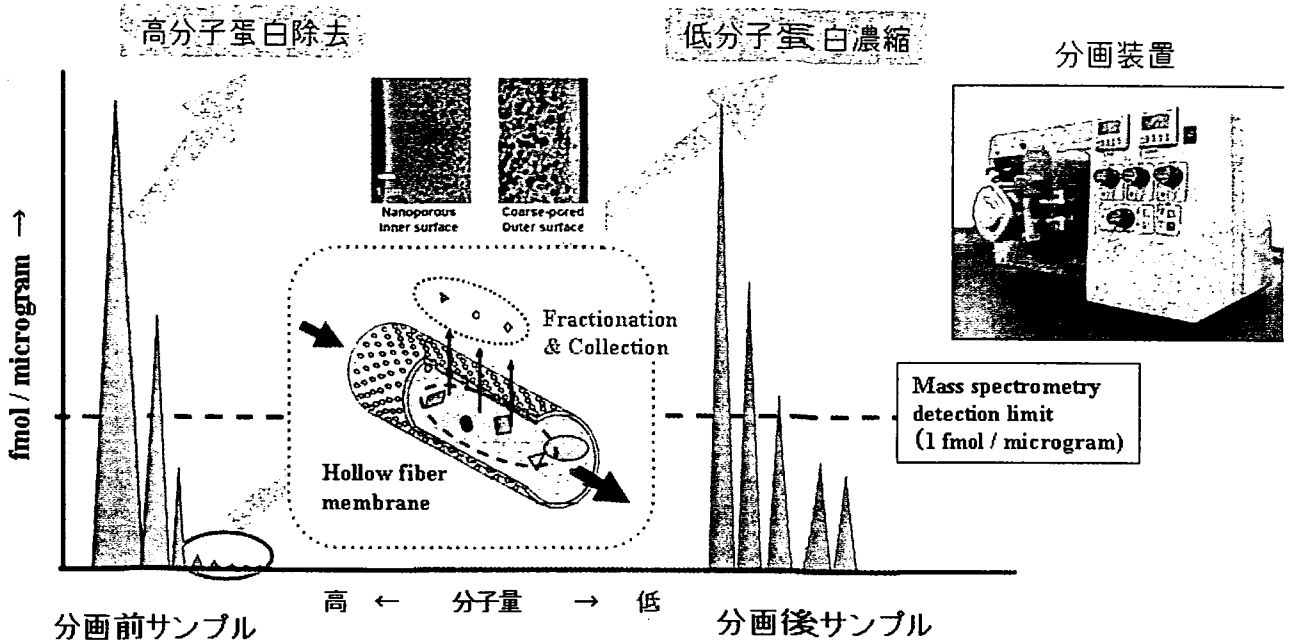 高分子蛋白除去
低分子蛋白濃縮
分画装置
Nanoporous
Inner surface
Coarse-pored
Outer surface
fmol / microgram →
Fractionation
& Collection
Hollow fiber
membrane
Mass spectrometry
detection limit
(1 fmol / microgram)
高 ← 分子量 → 低
分画前サンプル
分画後サンプル